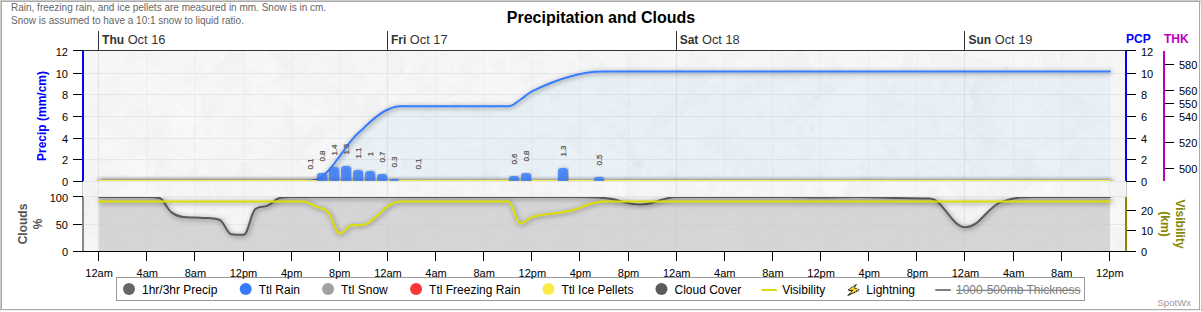 Rain, freezing rain, and ice pellets are measured in mm. Snow is in cm.
Snow is assumed to have a 10:1 snow to liquid ratio.
Precipitation and Clouds
Thu Oct 16
Fri Oct 17
Sat Oct 18
Sun Oct 19
PCP
THK
Precip (mm/cm)
12
10
8
6
4
2
0
0.1
0.8
1.4
1.1
1
0.7
0.3
0.1
0.6
0.8
1.3
0.5
12
10
8
6
4
2
0
580
560
550
540
520
500
Clouds
%
100
50
0
20
10
0
Visibility
(km)
12am
4am
8am
12pm
4pm
8pm
12am
4am
8am
12pm
4pm
8pm
12am
4am
8am
12pm
4pm
8pm
12am
4am
8am
12pm
1hr/3hr Precip
Ttl Rain
Ttl Snow
Ttl Freezing Rain
Ttl Ice Pellets
Cloud Cover
Visibility
Lightning
1000-500mb Thickness
SpotWx